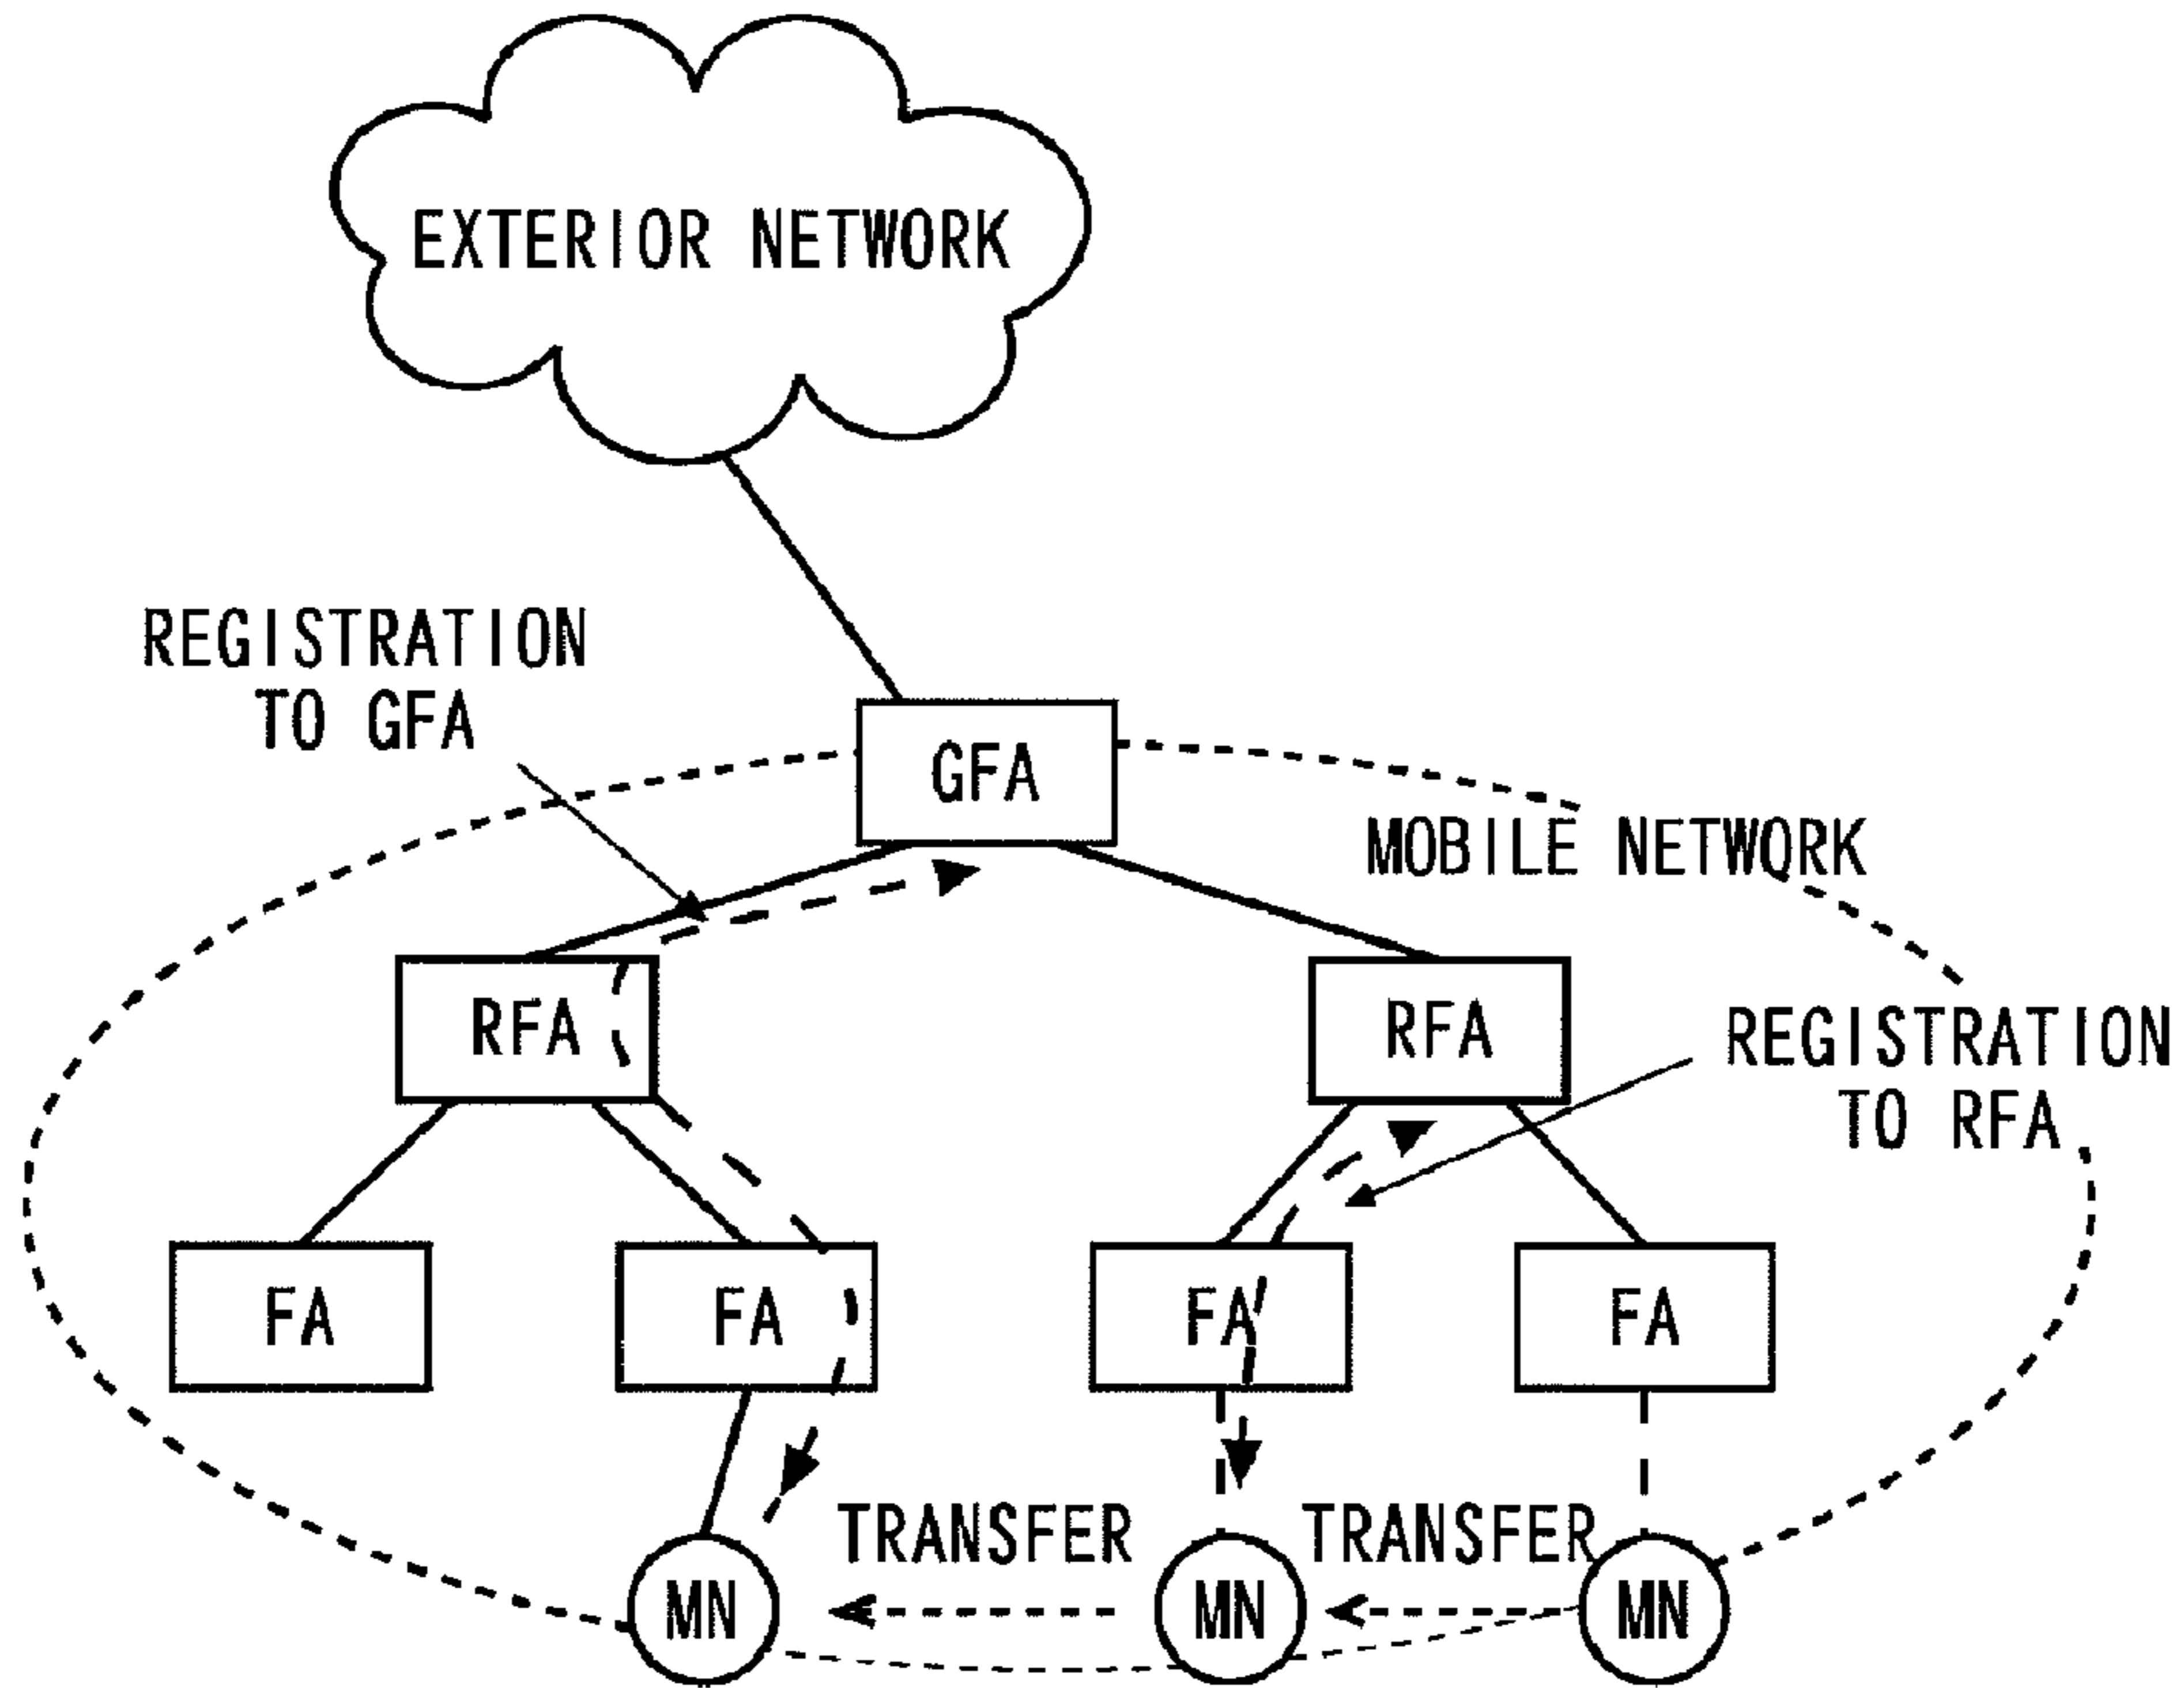 EXTERIOR NETWORK
REGISTRATION
TO GFA
GFA
MOBILE NETWORK
RFA
RFA
REGISTRATION
TO RFA
FA
FA
FA
FA
TRANSFER
TRANSFER
MN
MN
MN